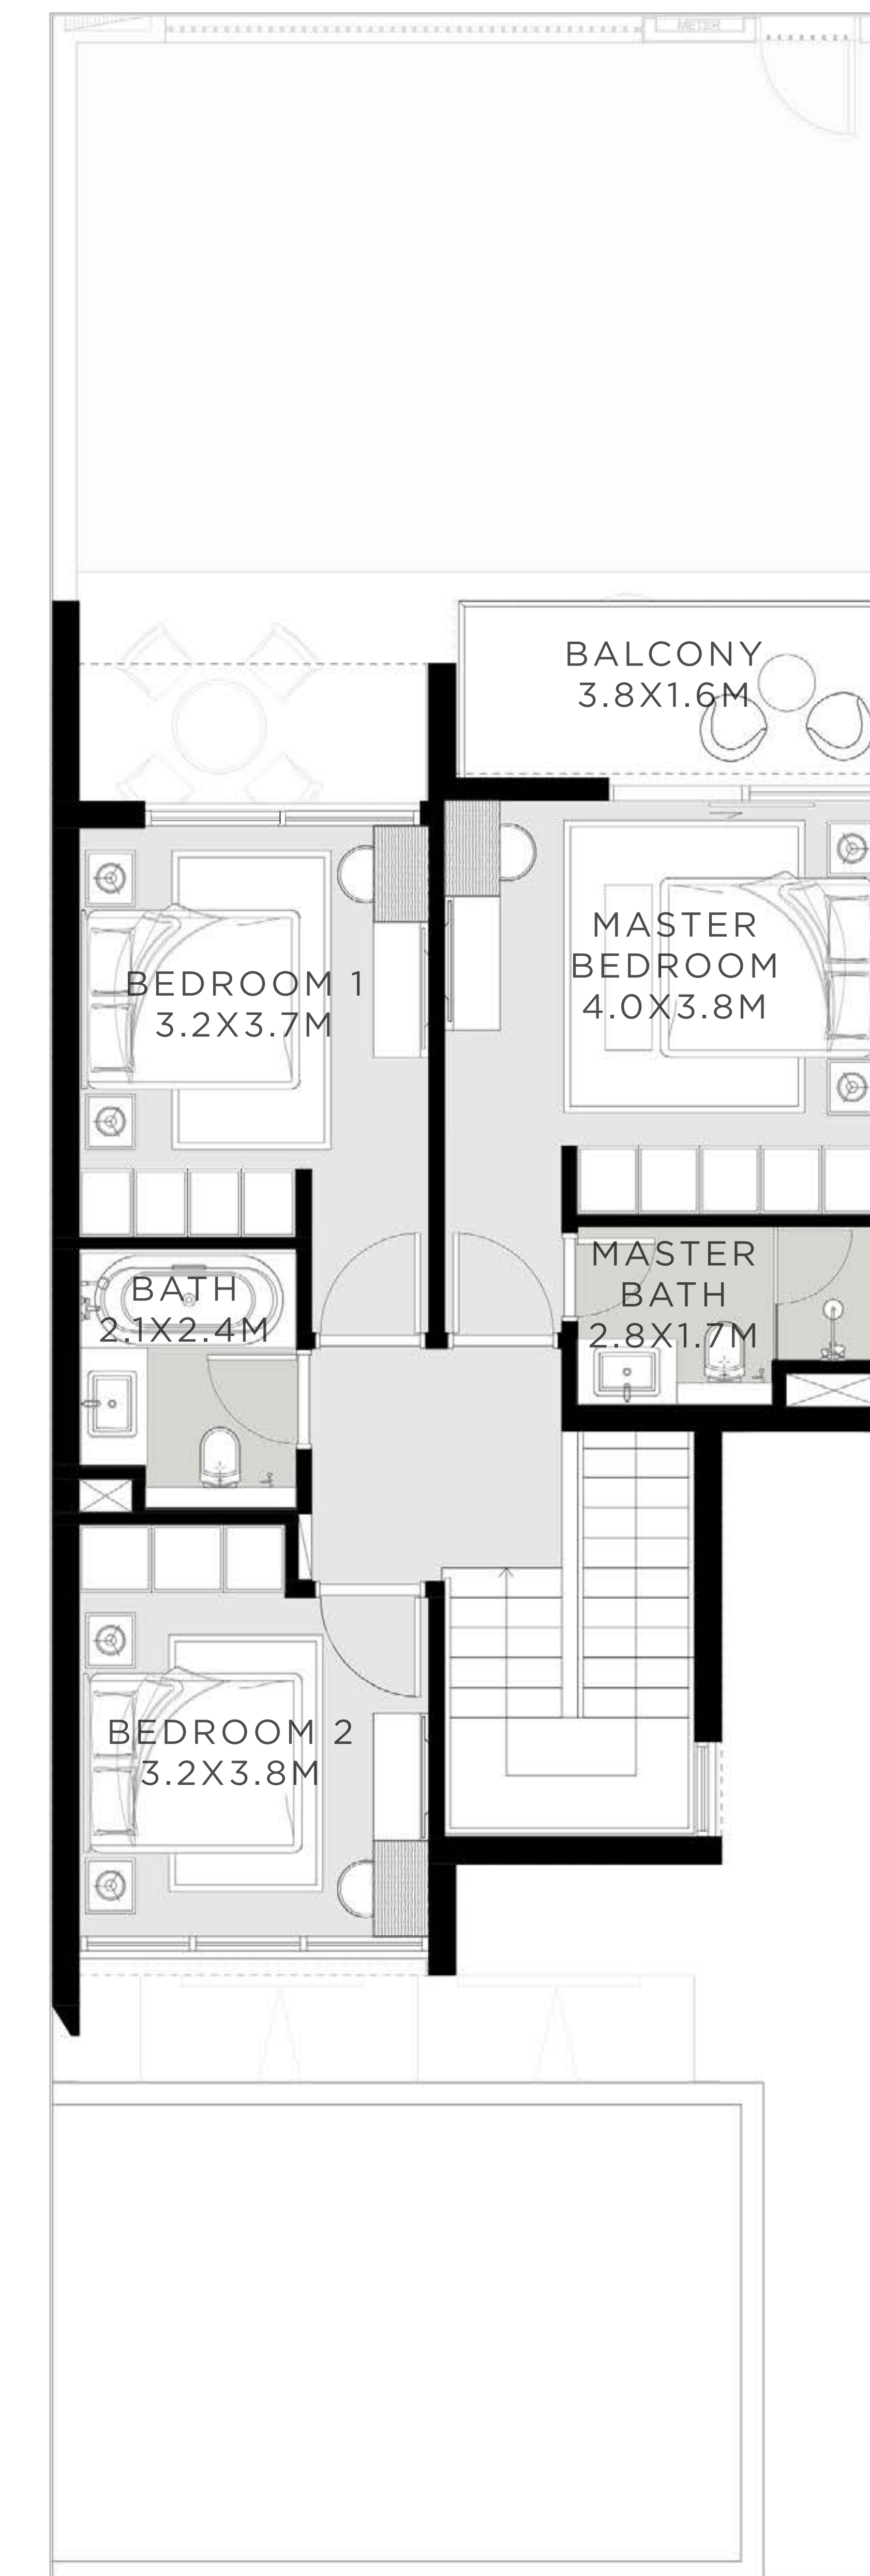 METER
BALCONY
3.8X1.6M
MASTER
BEDROOM
4.0X3.8M
BEDROOM 1
3.2X3.7M
MASTER
BATH
2.8X1.7M
BATH
2.1X2.4M
BEDROOM 2
3.2X3.8M